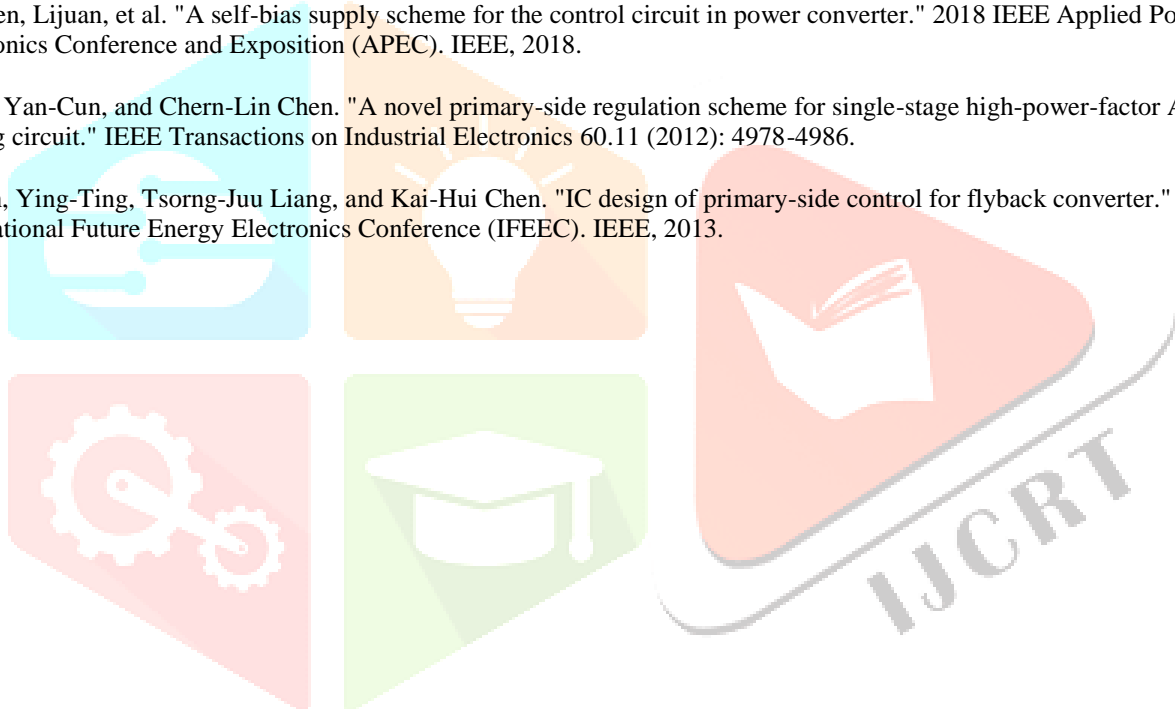 en, Lijuan, et al. "A self-bias supply scheme for the control circuit in power converter." 2018 IEEE Applied Po
onics Conference and Exposition (APEC). IEEE, 2018.
Yan-Cun, and Chern-Lin Chen. "A novel primary-side regulation scheme for single-stage high-power-factor A
g circuit." IEEE Transactions on Industrial Electronics 60.11 (2012): 4978-4986.
, Ying-Ting, Tsorng-Juu Liang, and Kai-Hui Chen. "IC design of primary-side control for flyback converter."
ational Future Energy Electronics Conference (IFEEC). IEEE, 2013.
IJCRT